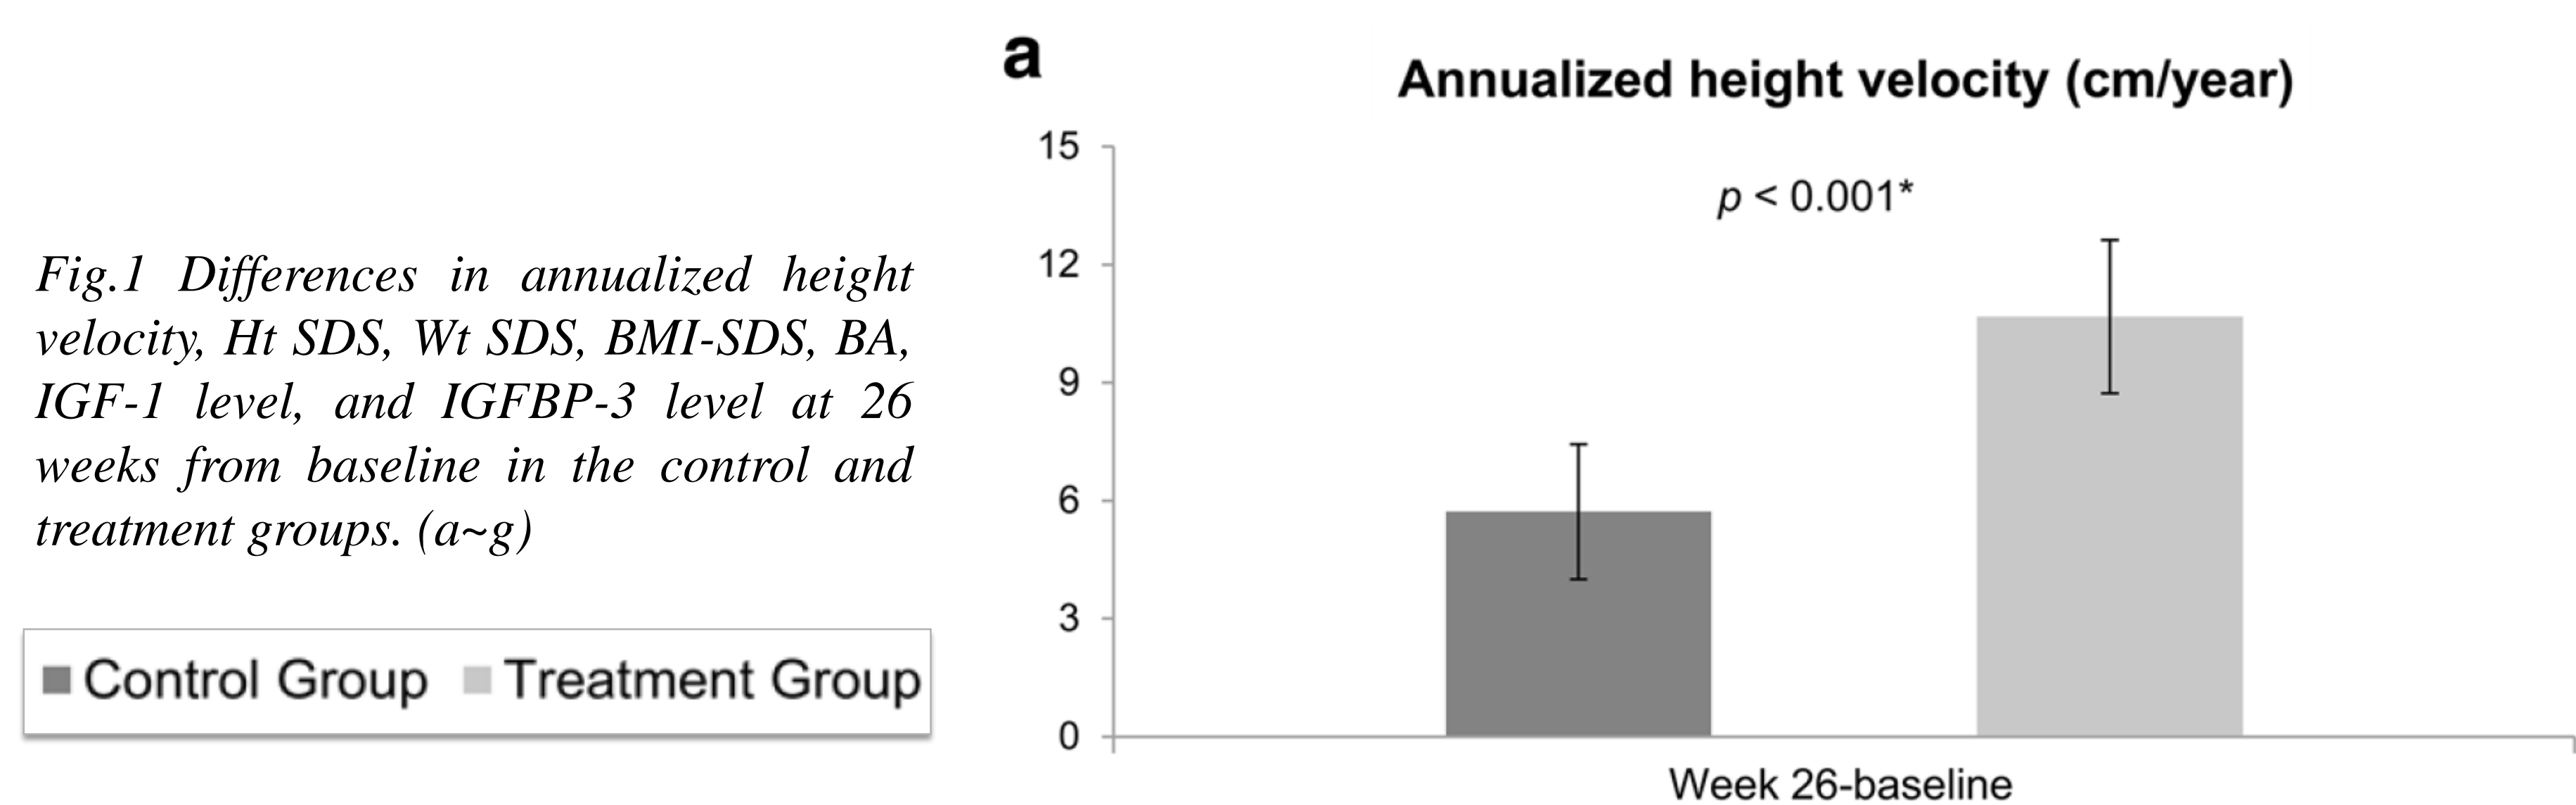 Fig.1 Differences in annualized height
velocity, Ht SDS, Wt SDS, BMI-SDS, BA,
IGF-1 level, and IGFBP-3 level at 26
weeks from baseline in the control and
treatment groups. (a~g)
Control Group Treatment Group
a
Annualized height velocity (cm/year)
15
p < 0.001*
12
9
6
3
0
Week 26-baseline